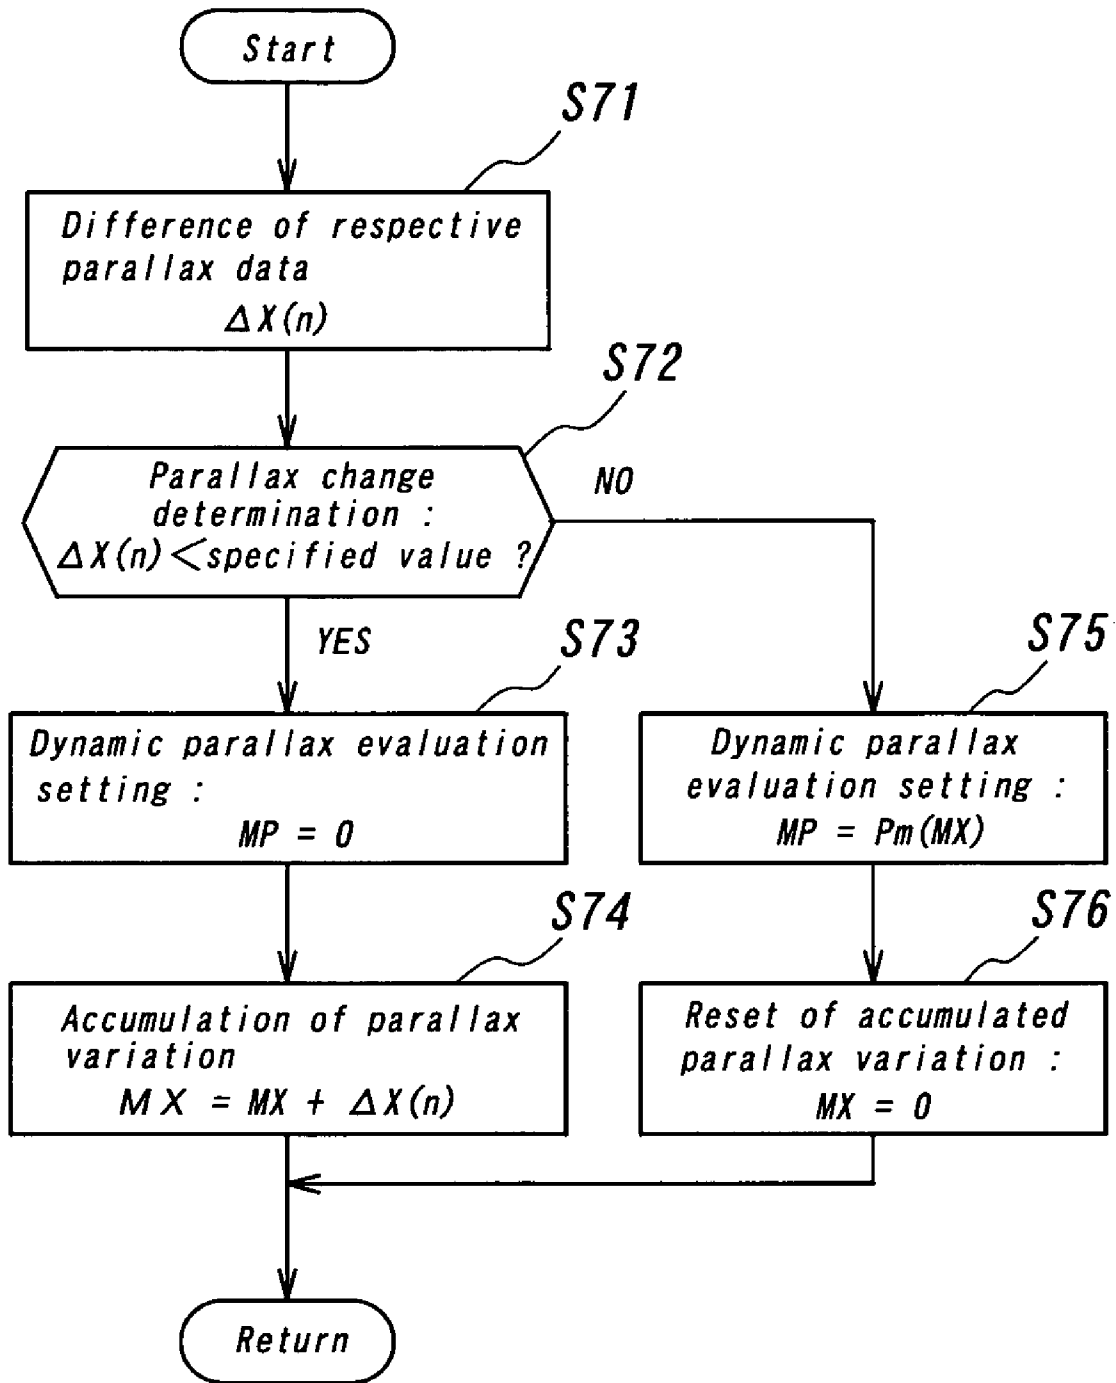 Start
S71
Difference of respective
parallax data
ΔX(n)
S72
Parallax change
determination :
ΔX(n)<specified value ?
NO
YES
S73
Dynamic parallax evaluation
setting :
MP = 0
S75
Dynamic parallax
evaluation setting :
MP = Pm(MX)
S74
Accumulation of parallax
variation
MX = MX + ΔX(n)
S76
Reset of accumulated
parallax variation :
MX = 0
Return